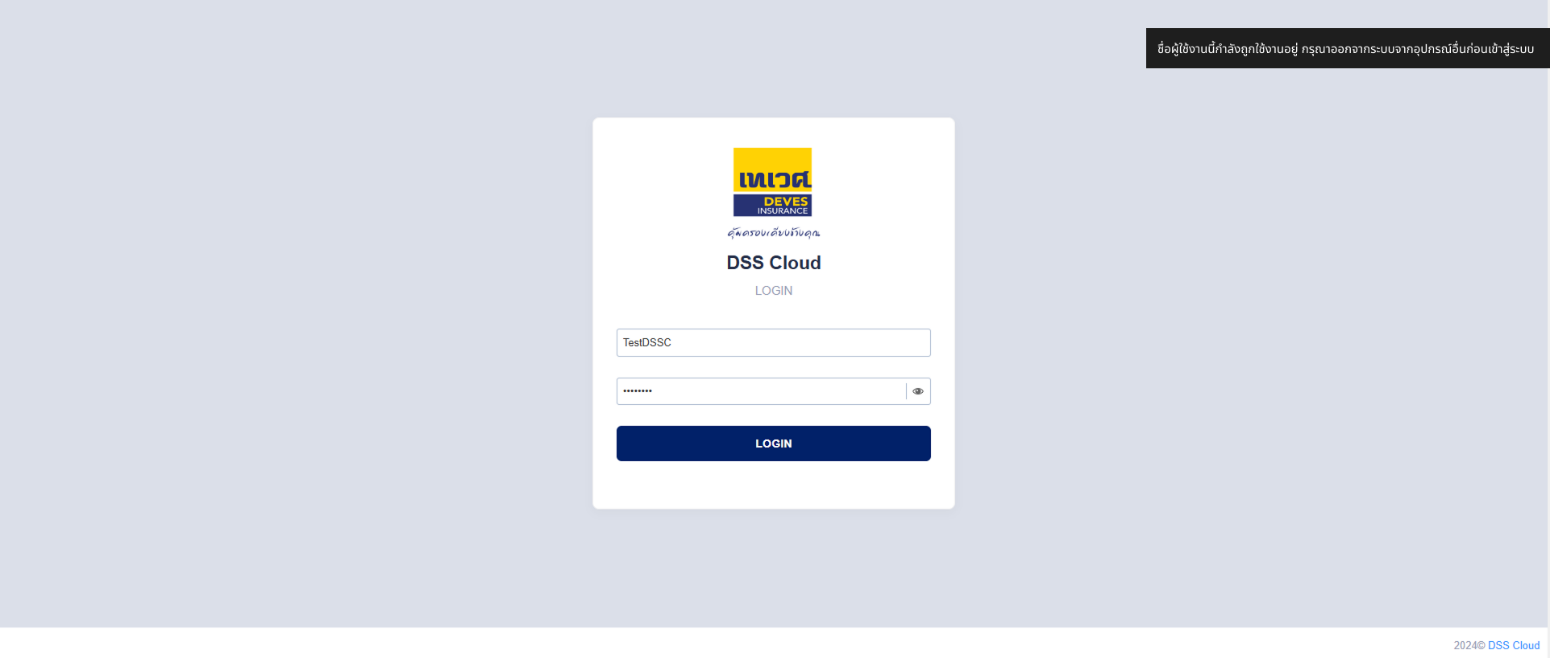 ชื่อผู้ใช้งานนี้กำลังถูกใช้งานอยู่ กรุณาออกจากระบบจากอุปกรณ์อื่นก่อนเข้าสู่ระบบ
เทเวศ
DEVES
INSURANCE
คุ้มครองเคียงข้างคุณ
DSS Cloud
LOGIN
TestDSSC
••••••••
LOGIN
2024© DSS Cloud